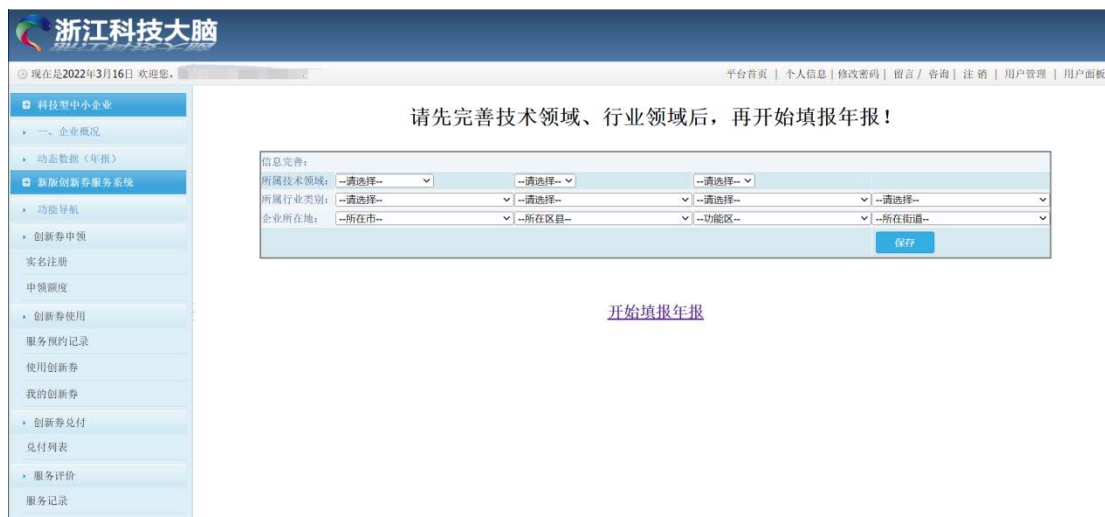 浙江科技大脑
现在是2022年3月16日 欢迎您,
平台首页 | 个人信息 | 修改密码 | 留言 / 咨询 | 注 销 | 用户管理 | 用户面板
科技型中小企业
一、企业概况
动态数据（年报）
新版创新券服务系统
功能导航
创新券申领
实名注册
申领额度
创新券使用
服务预约记录
使用创新券
我的创新券
创新券兑付
兑付列表
服务评价
服务记录
请先完善技术领域、行业领域后，再开始填报年报！
信息完善：
所属技术领域： --请选择-- --请选择-- --请选择--
所属行业类别： --请选择-- --请选择-- --请选择-- --请选择--
企业所在地： --所在市-- --所在区县-- --功能区-- --所在街道--
保存
开始填报年报